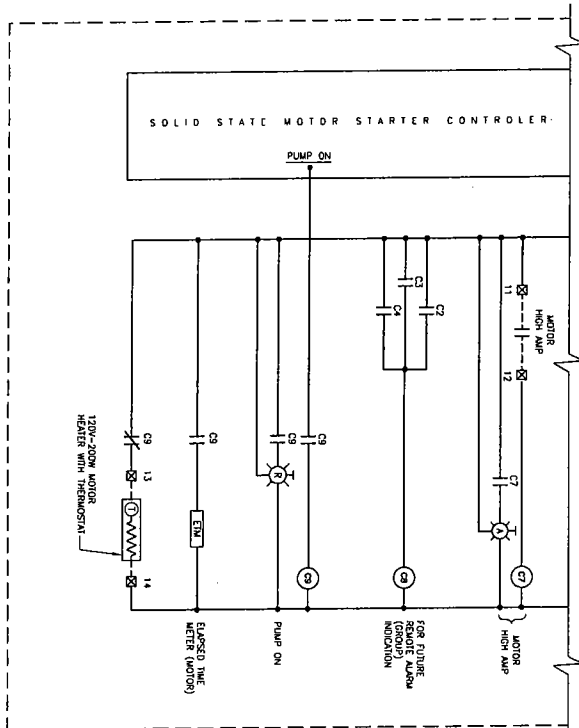 SOLID STATE MOTOR STARTER CONTROLER
PUMP ON
11
MOTOR
HIGH AMP
12
C7
MOTOR
HIGH AMP
C7
A
C2
C3
C4
C8
FOR FUTURE
REMOTE ALARM
(GROUP)
INDICATION
C9
C9
C9
R
PUMP ON
C9
ETM
ELAPSED TIME
METER (MOTOR)
C9
13
T
14
120V-200W MOTOR
HEATER WITH THERMOSTAT